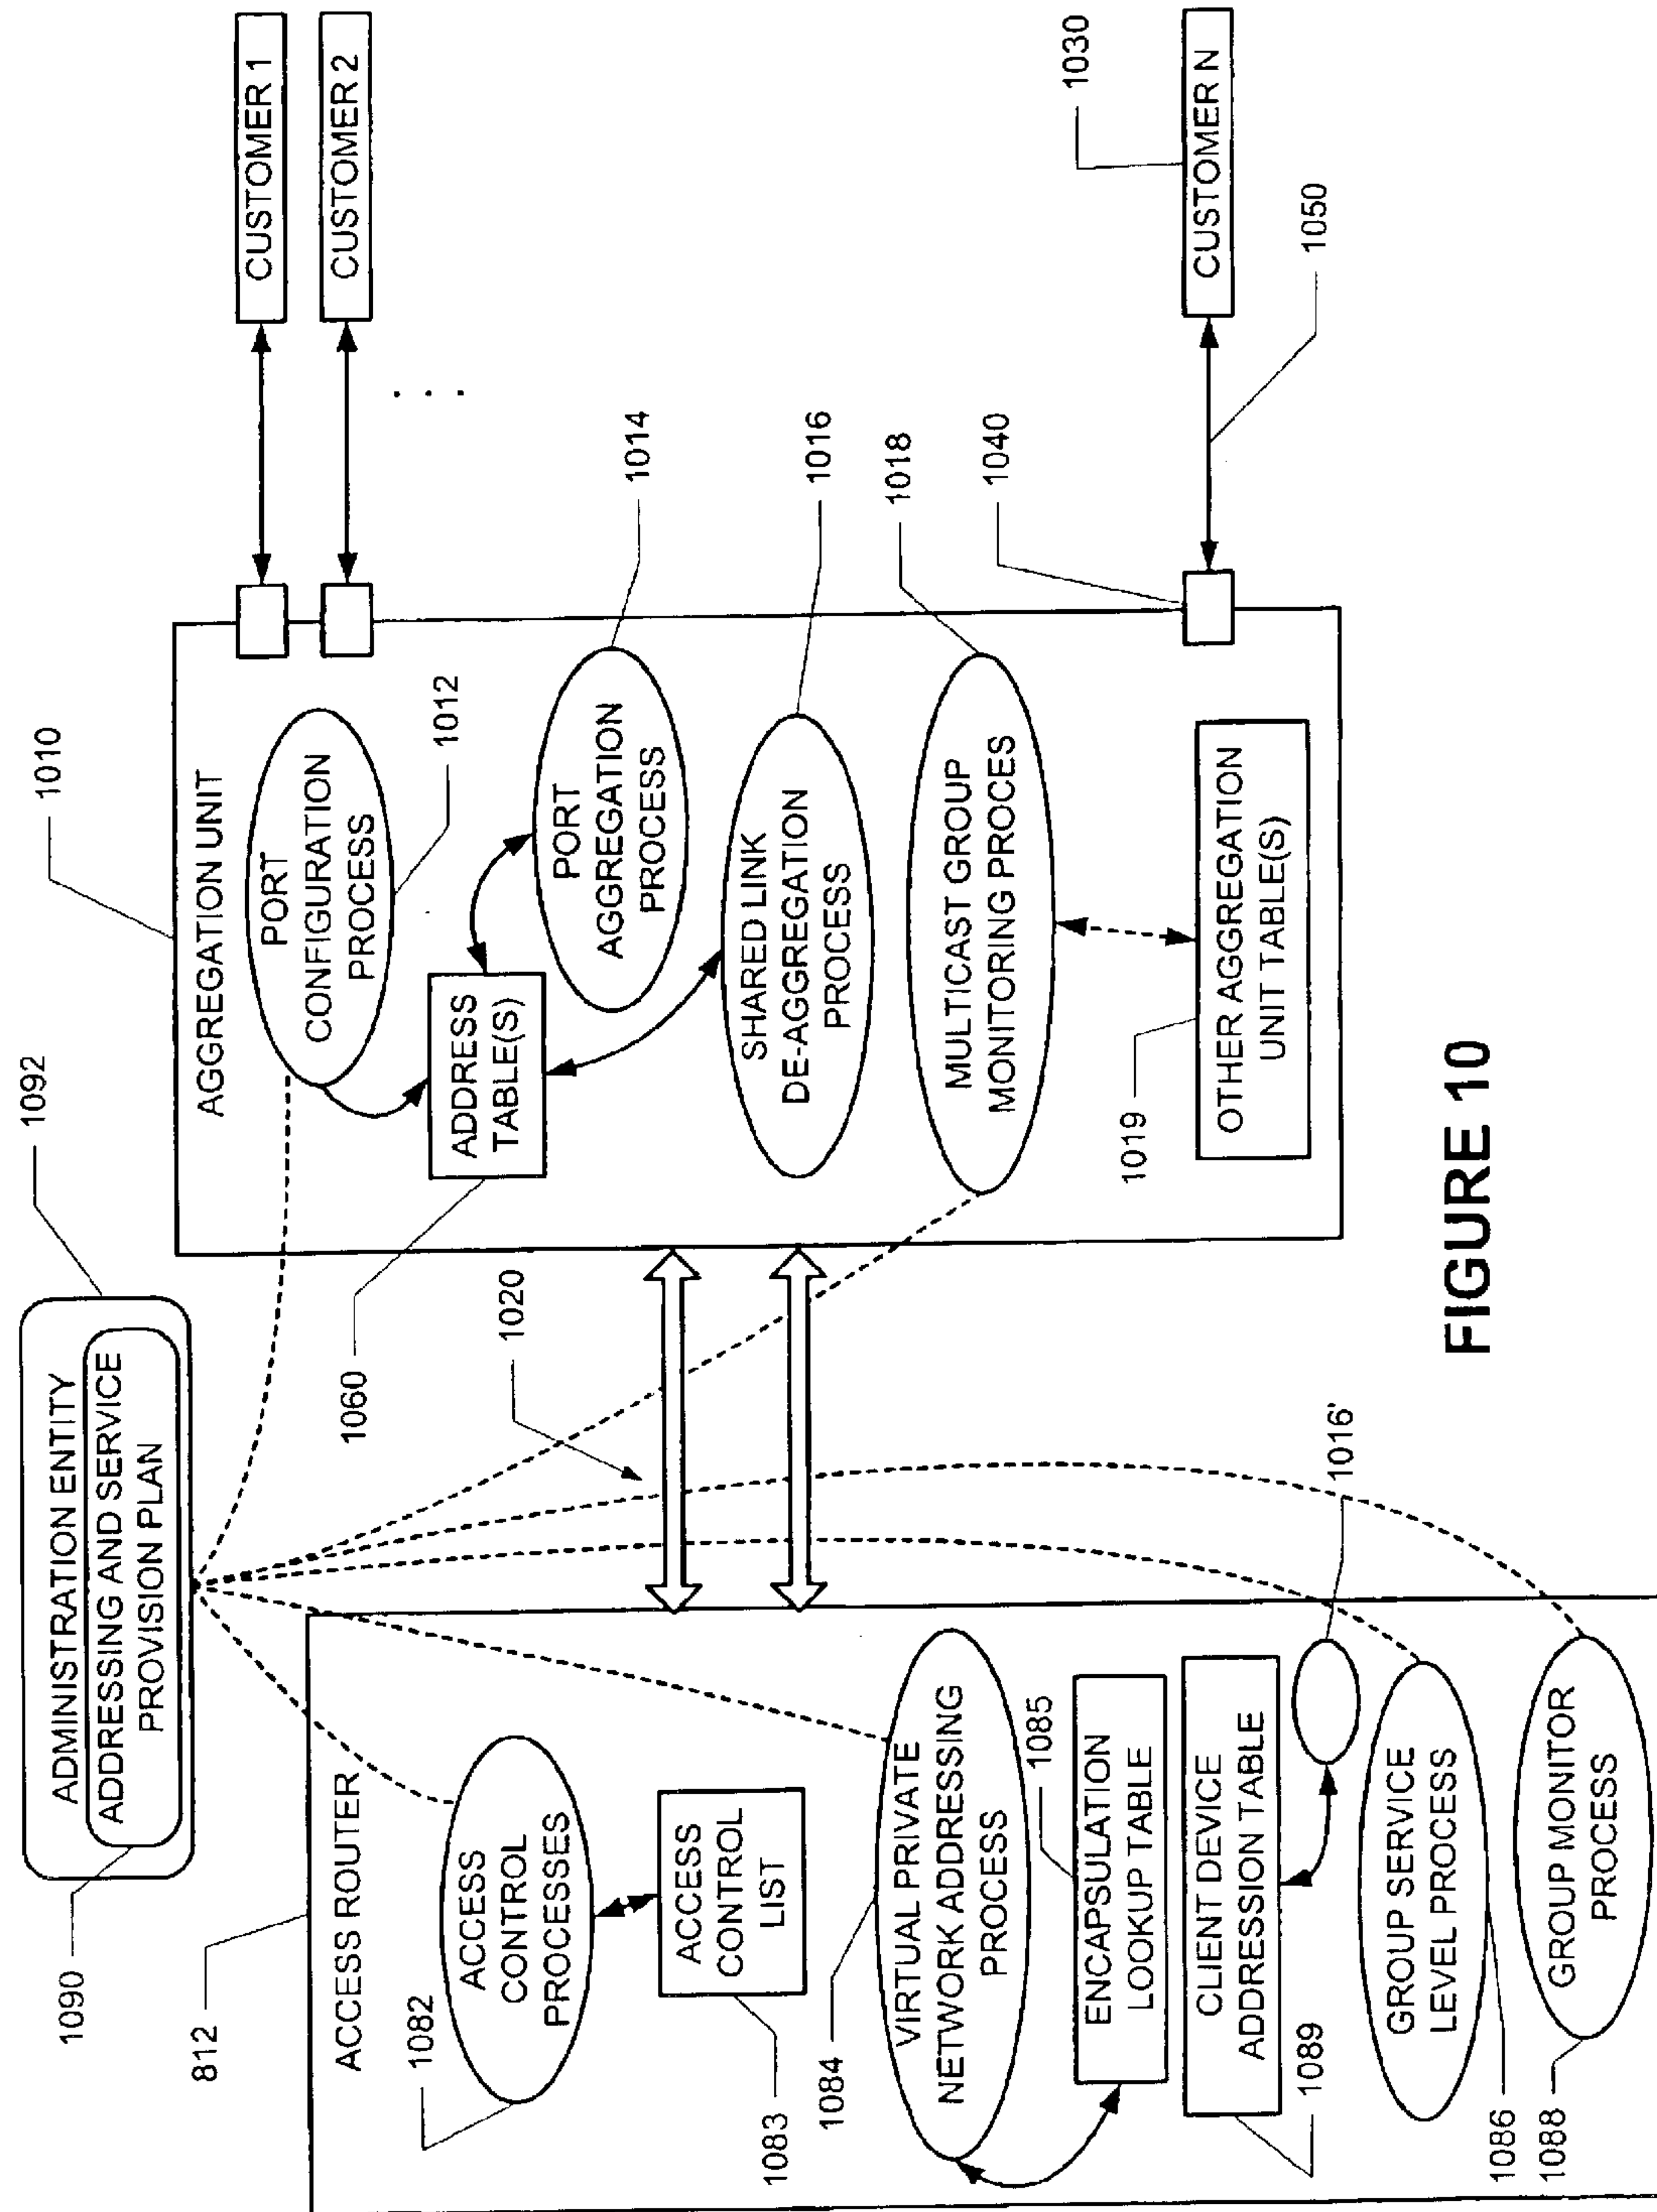 1090
ADMINISTRATION ENTITY
ADDRESSING AND SERVICE
PROVISION PLAN
1092
812
ACCESS ROUTER
1082
ACCESS
CONTROL
PROCESSES
ACCESS
CONTROL
LIST
1083
1084
VIRTUAL PRIVATE
NETWORK ADDRESSING
PROCESS
1085
ENCAPSULATION
LOOKUP TABLE
CLIENT DEVICE
ADDRESSION TABLE
1089
1016'
GROUP SERVICE
LEVEL PROCESS
1086
GROUP MONITOR
PROCESS
1088
1020
1010
AGGREGATION UNIT
PORT
CONFIGURATION
PROCESS
1012
ADDRESS
TABLE(S)
1060
PORT
AGGREGATION
PROCESS
1014
SHARED LINK
DE-AGGREGATION
PROCESS
1016
MULTICAST GROUP
MONITORING PROCES
1018
1019
OTHER AGGREGATION
UNIT TABLE(S)
1040
CUSTOMER 1
CUSTOMER 2
. . .
1030
CUSTOMER N
1050
FIGURE 10